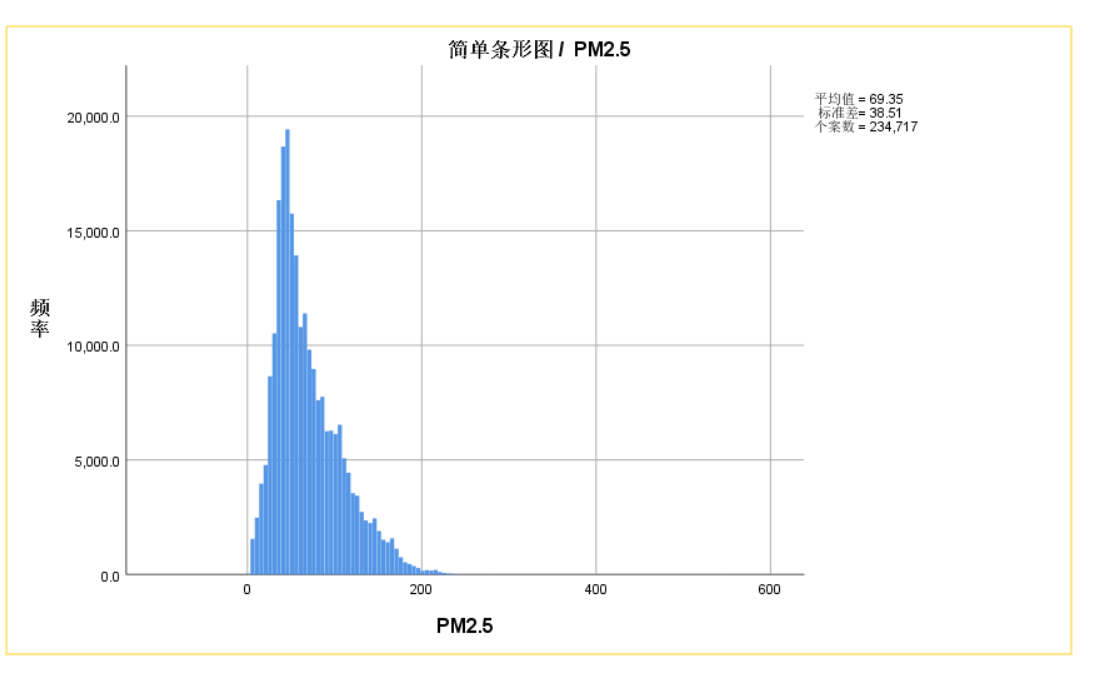 简单条形图 / PM2.5
平均值 = 69.35
标准差= 38.51
个案数 = 234,717
20,000.0
15,000.0
频
率
10,000.0
5,000.0
0.0
0 200 400 600
PM2.5